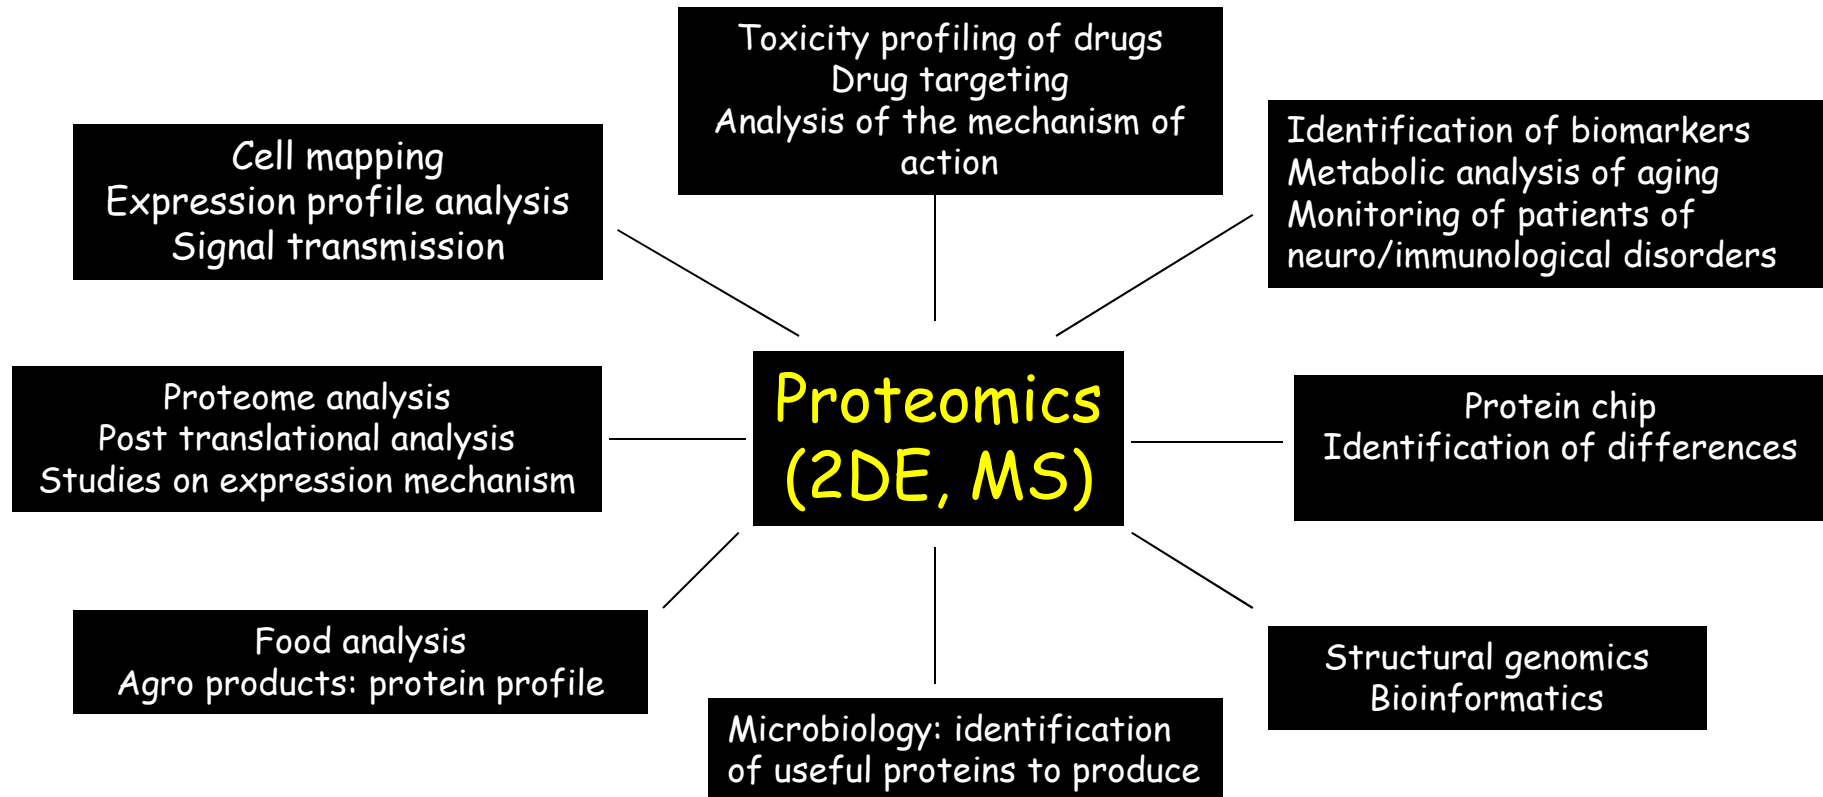 Toxicity profiling of drugs
Drug targeting
Analysis of the mechanism of
action
Cell mapping
Expression profile analysis
Signal transmission
Identification of biomarkers
Metabolic analysis of aging
Monitoring of patients of
neuro/immunological disorders
Proteome analysis
Post translational analysis
Studies on expression mechanism
Proteomics
(2DE, MS)
Protein chip
Identification of differences
Food analysis
Agro products: protein profile
Microbiology: identification
of useful proteins to produce
Structural genomics
Bioinformatics